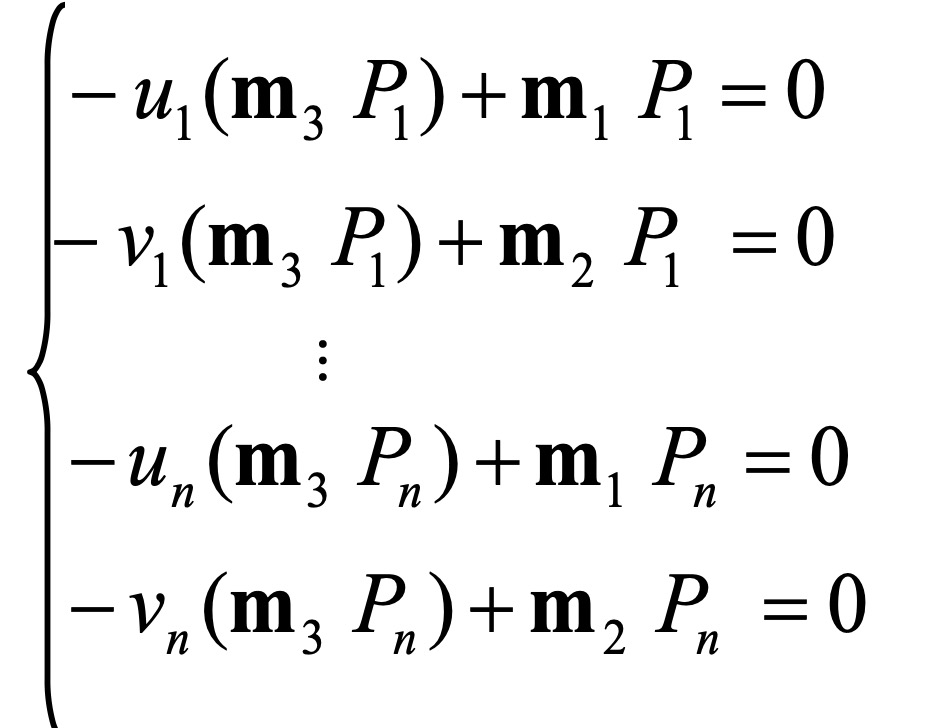 − u₁(𝐦₃ P₁) + 𝐦₁ P₁ = 0
− v₁(𝐦₃ P₁) + 𝐦₂ P₁ = 0
⋮
− uₙ(𝐦₃ Pₙ) + 𝐦₁ Pₙ = 0
− vₙ(𝐦₃ Pₙ) + 𝐦₂ Pₙ = 0